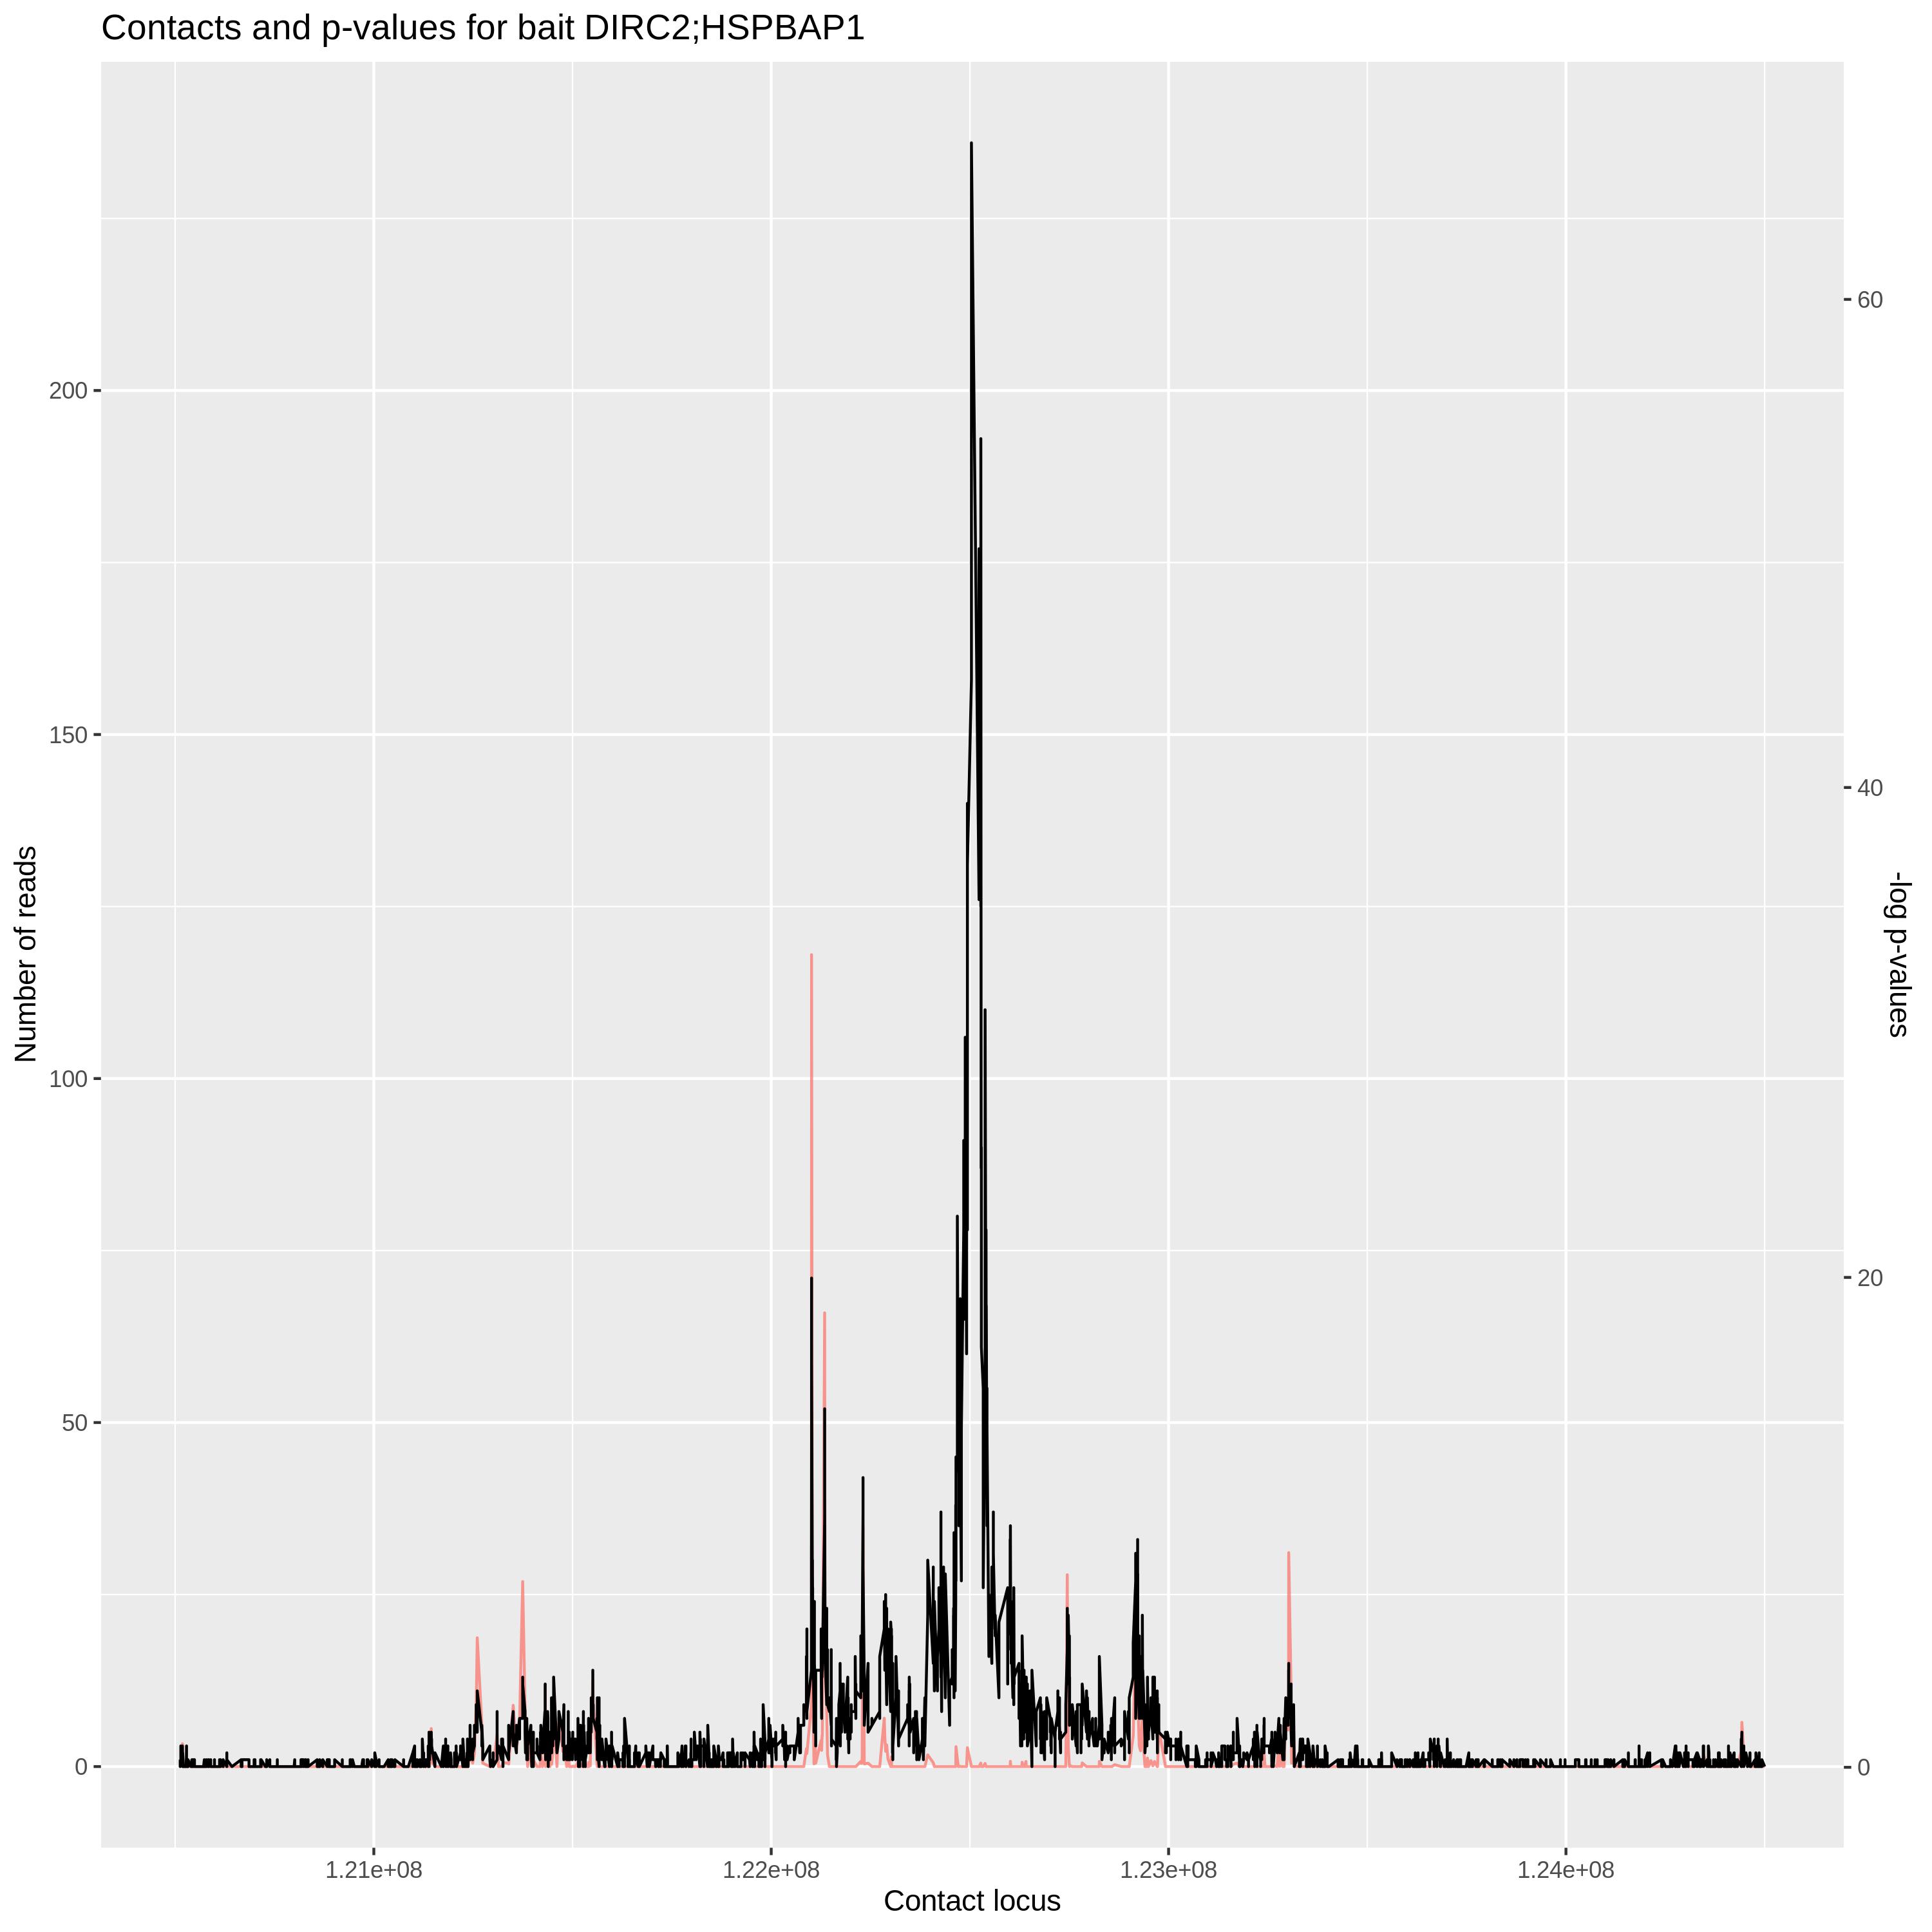 Contacts and p-values for bait DIRC2;HSPBAP1
Number of reads
200
150
100
50
0
60
40
20
0
-log p-values
1.21e+08
1.22e+08
1.23e+08
1.24e+08
Contact locus